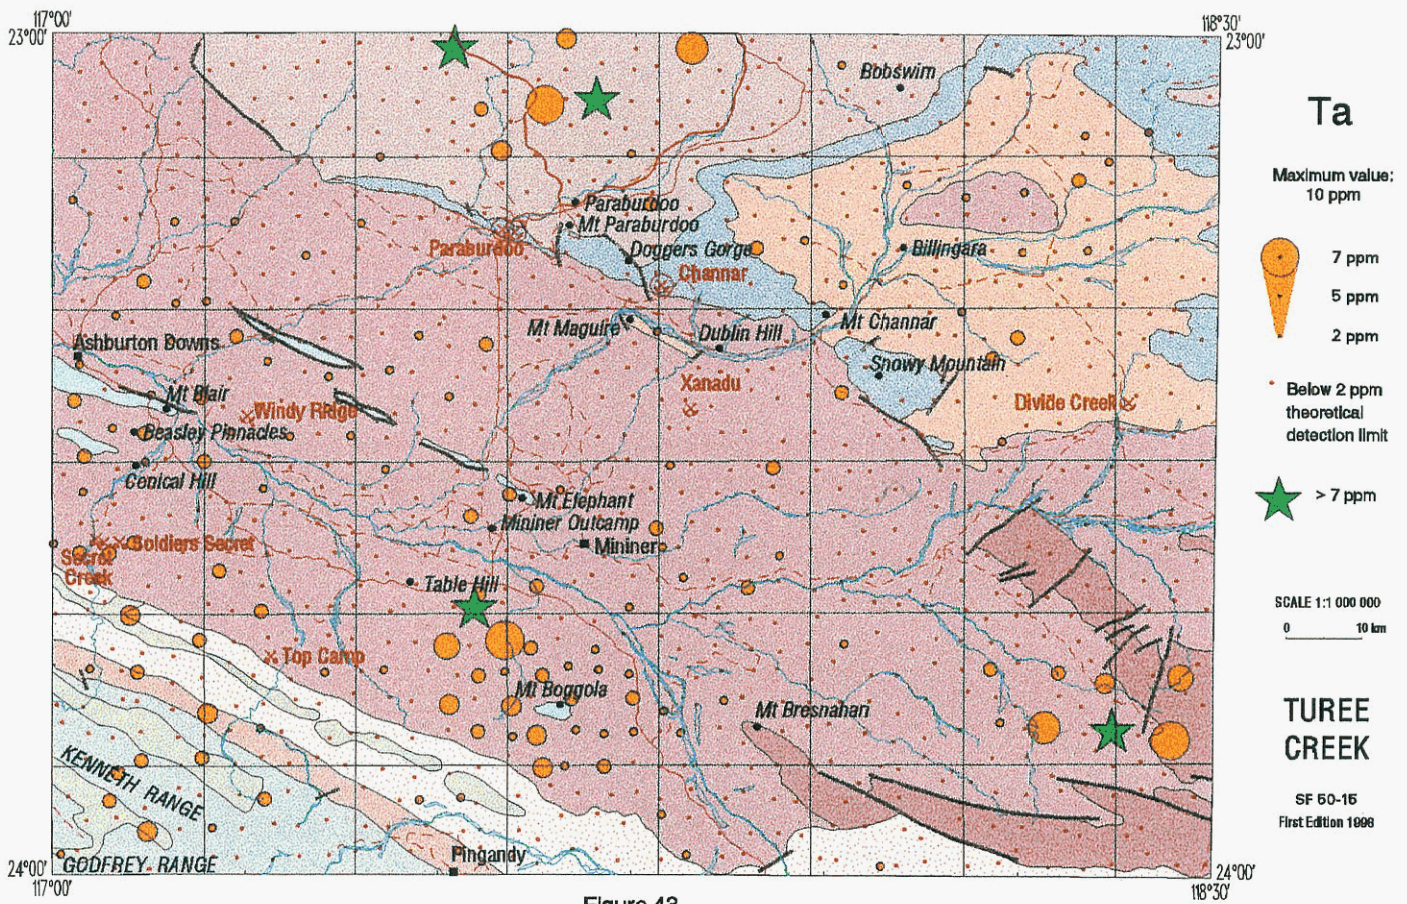 117°00'
23°00'
118°30'
23°00'
Bobswim
Ta
Maximum value:
10 ppm
7 ppm
5 ppm
2 ppm
Below 2 ppm
theoretical
detection limit
> 7 ppm
Paraburdoo
Mt Paraburdoo
Paraburdoo
Doggers Gorge
Billingara
Channar
Mt Maguire
Dublin Hill
Mt Channar
Ashburton Downs
Snowy Mountain
Xanadu
Mt Blair
Windy Ridge
Divide Creek
Beasley Pinnacles
Conical Hill
Mt Elephant
Mininer Outcamp
Soldiers Secret
Mininer
Secret
Creek
Table Hill
SCALE 1:1 000 000
0 10 km
Top Camp
Mt Boggola
Mt Bresnahan
TUREE
CREEK
KENNETH RANGE
SF 50-15
First Edition 1996
Pingandy
GODFREY RANGE
24°00'
117°00'
24°00'
118°30'
Figure 43